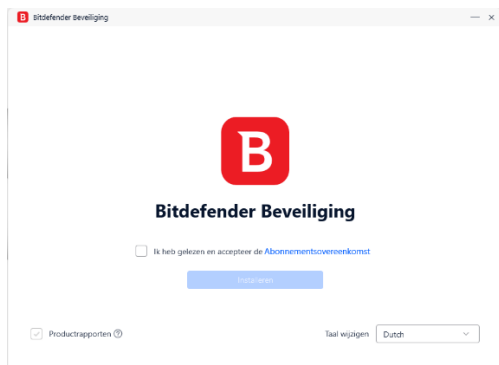 B Bitdefender Beveiliging
B
Bitdefender Beveiliging
Ik heb gelezen en accepteer de Abonnementsovereenkomst
Installeren
Productrapporten ?
Taal wijzigen Dutch